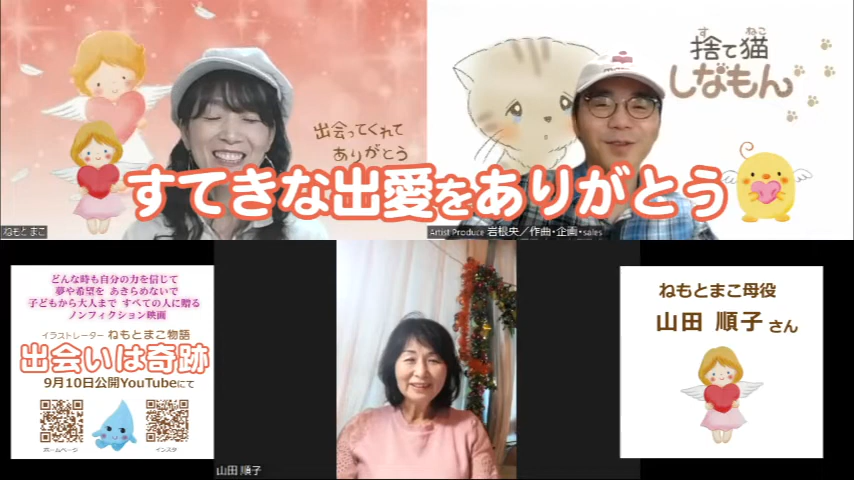 出会ってくれて
ありがとう
す ねこ
捨て猫
しなもん
すてきな出愛をありがとう
ねもと まこ
Artist Produce 岩根央／作曲・企画・sales
どんな時も自分の力を信じて
夢や希望を あきらめないで
子どもから大人まで すべての人に贈る
ノンフィクション映画
イラストレーター ねもとまこ物語
出会いは奇跡
9月10日公開YouTubeにて
ホームページ
インスタ
山田 順子
ねもとまこ母役
山田 順子 さん